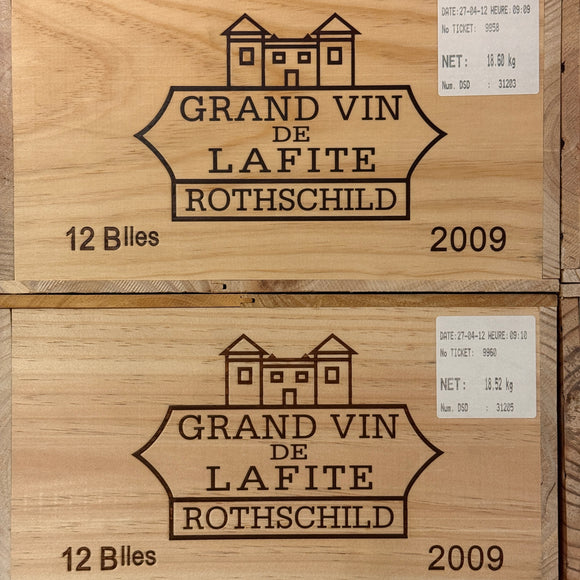 DATE:27-04-12 HEURE:09:09
No TICKET: 9958
NET: 18.60 kg
Num. DSD : 31203
GRAND VIN
DE
LAFITE
ROTHSCHILD
12 Blles
2009
DATE:27-04-12 HEURE:09:10
No TICKET: 9960
NET: 18.52 kg
Num. DSD : 31205
GRAND VIN
DE
LAFITE
ROTHSCHILD
12 Blles
2009